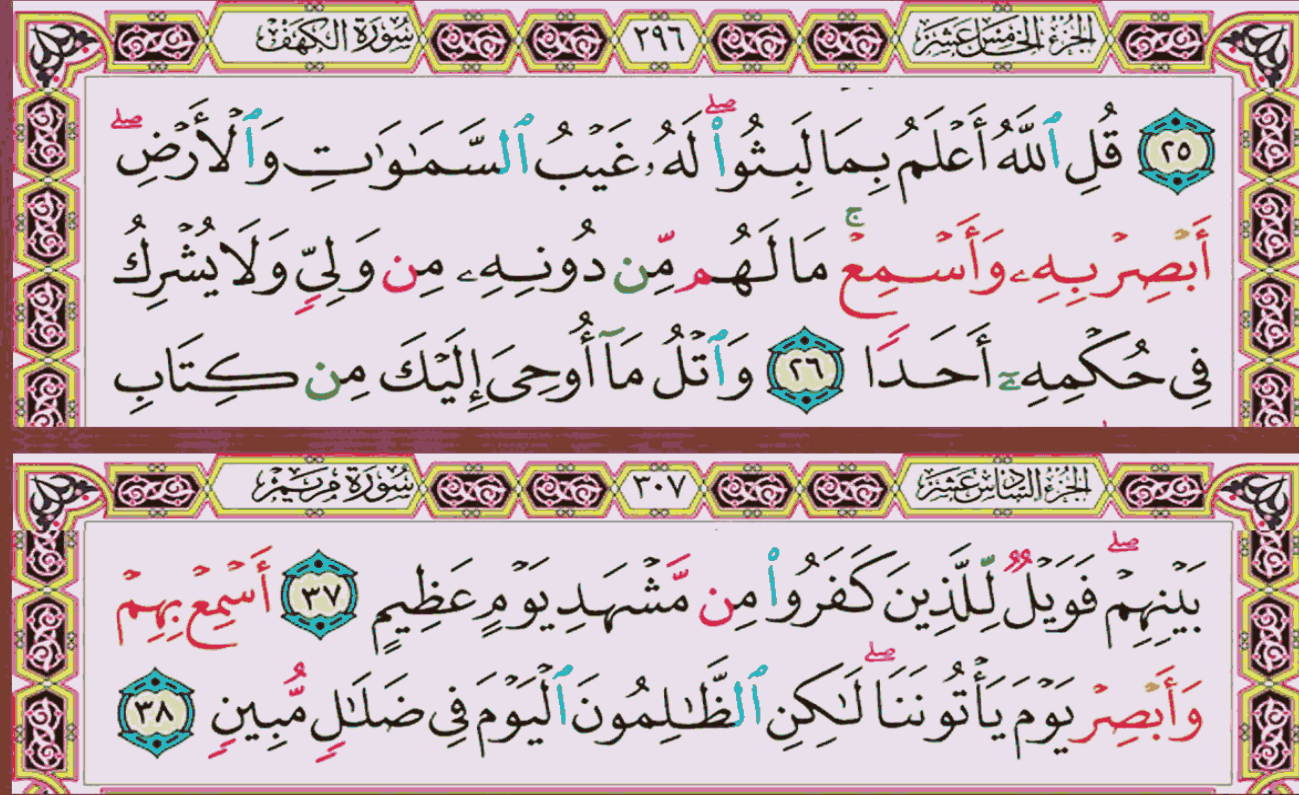 الجزء الخامس عشر ٢٩٦ سورة الكهف
٢٥ قُلِ ٱللَّهُ أَعْلَمُ بِمَا لَبِثُوا۟ ۖ لَهُۥ غَيْبُ ٱلسَّمَـٰوَٰتِ وَٱلْأَرْضِ ۖ
أَبْصِرْ بِهِۦ وَأَسْمِعْ ۚ مَا لَهُم مِّن دُونِهِۦ مِن وَلِىٍّ وَلَا يُشْرِكُ
فِى حُكْمِهِۦٓ أَحَدًا ٢٦ وَٱتْلُ مَآ أُوحِىَ إِلَيْكَ مِن كِتَابِ
الجزء السادس عشر ٣٠٧ سورة مريم
بَيْنِهِمْ ۖ فَوَيْلٌ لِّلَّذِينَ كَفَرُوا۟ مِن مَّشْهَدِ يَوْمٍ عَظِيمٍ ٣٧ أَسْمِعْ بِهِمْ
وَأَبْصِرْ يَوْمَ يَأْتُونَنَا ۖ لَـٰكِنِ ٱلظَّـٰلِمُونَ ٱلْيَوْمَ فِى ضَلَـٰلٍ مُّبِينٍ ٣٨